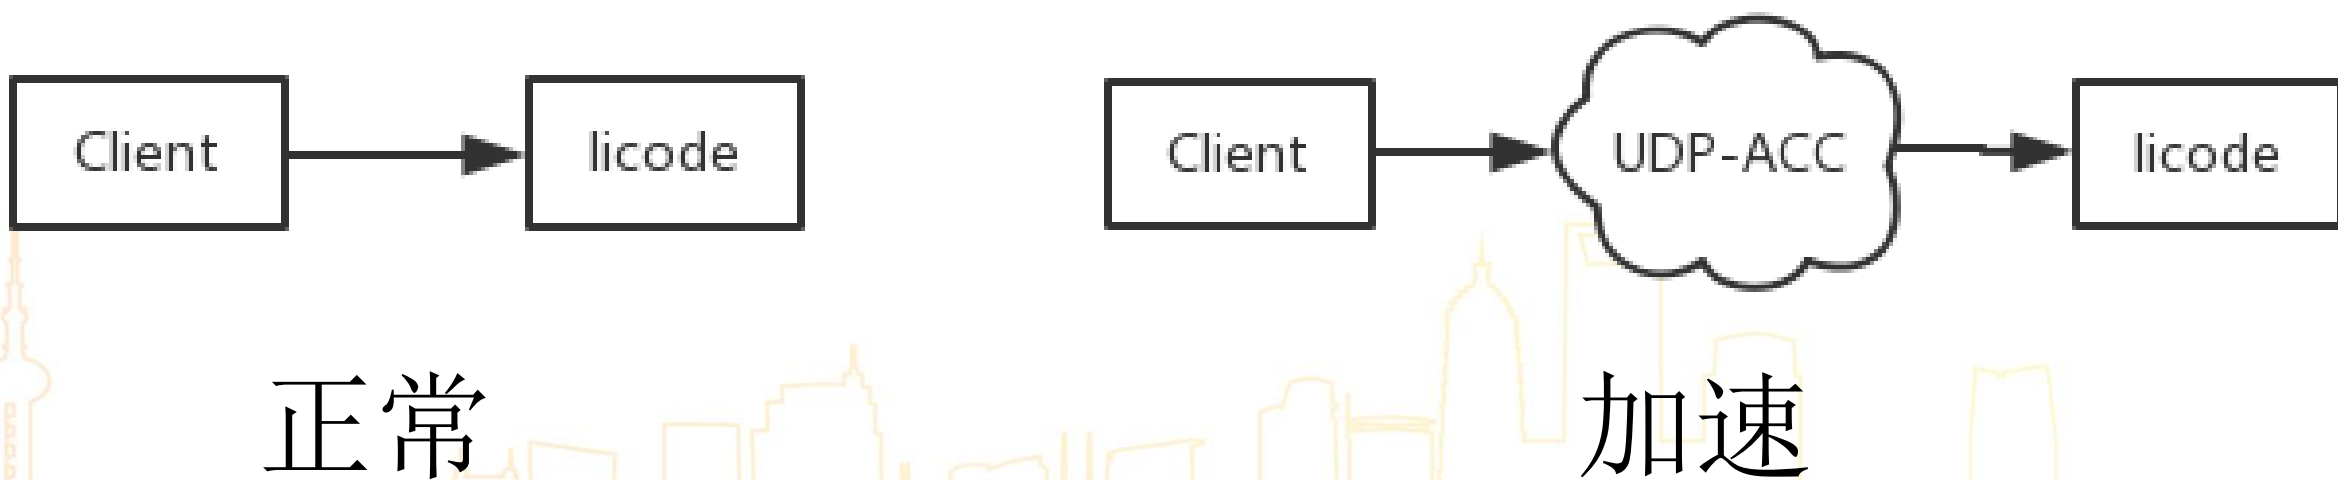 Client
licode
Client
UDP-ACC
licode
正常
加速